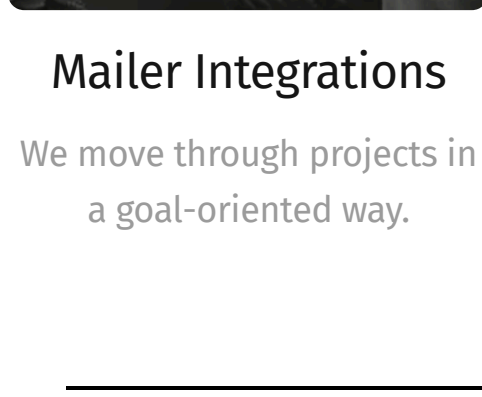 Mailer Integrations
We move through projects in
a goal-oriented way.